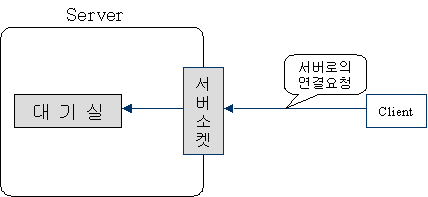 Server
서버로의
연결요청
대 기 실
서
버
소
켓
Client